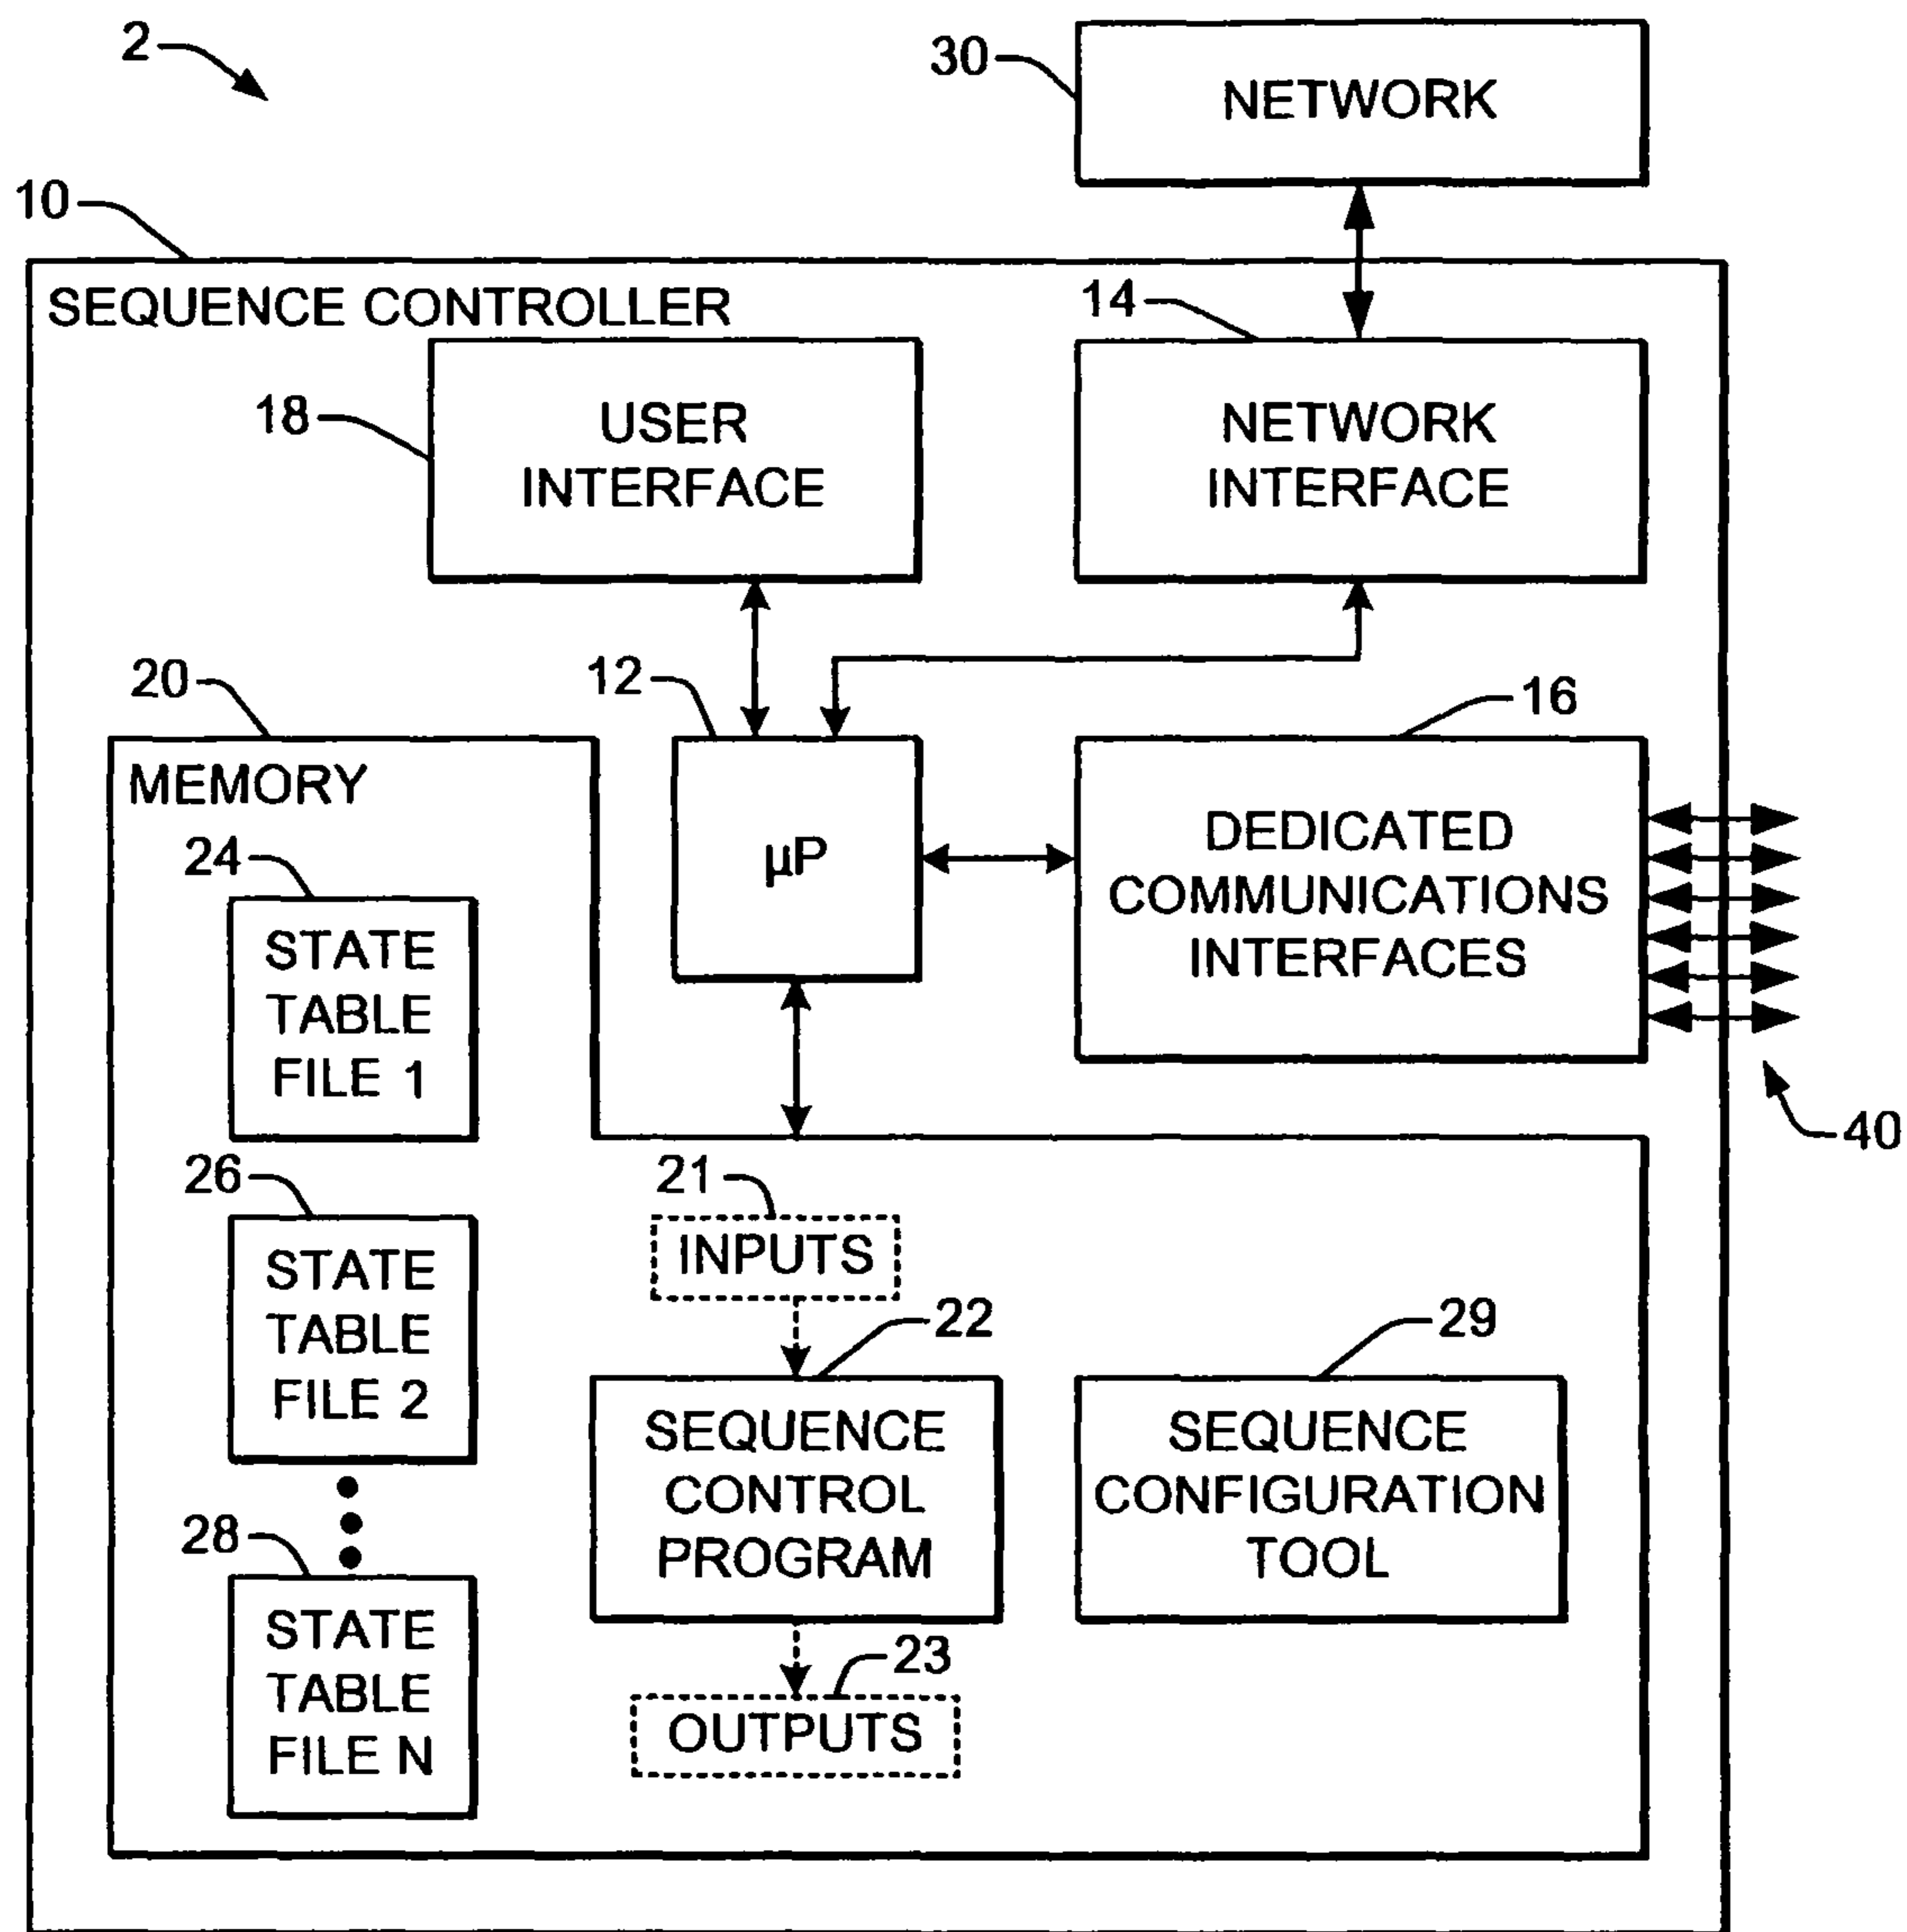 2
30
NETWORK
10
SEQUENCE CONTROLLER
14
18
USER
INTERFACE
NETWORK
INTERFACE
20
12
16
MEMORY
µP
DEDICATED
COMMUNICATIONS
INTERFACES
24
STATE
TABLE
FILE 1
40
26
STATE
TABLE
FILE 2
21
INPUTS
22
29
SEQUENCE
CONTROL
PROGRAM
SEQUENCE
CONFIGURATION
TOOL
28
STATE
TABLE
FILE N
23
OUTPUTS